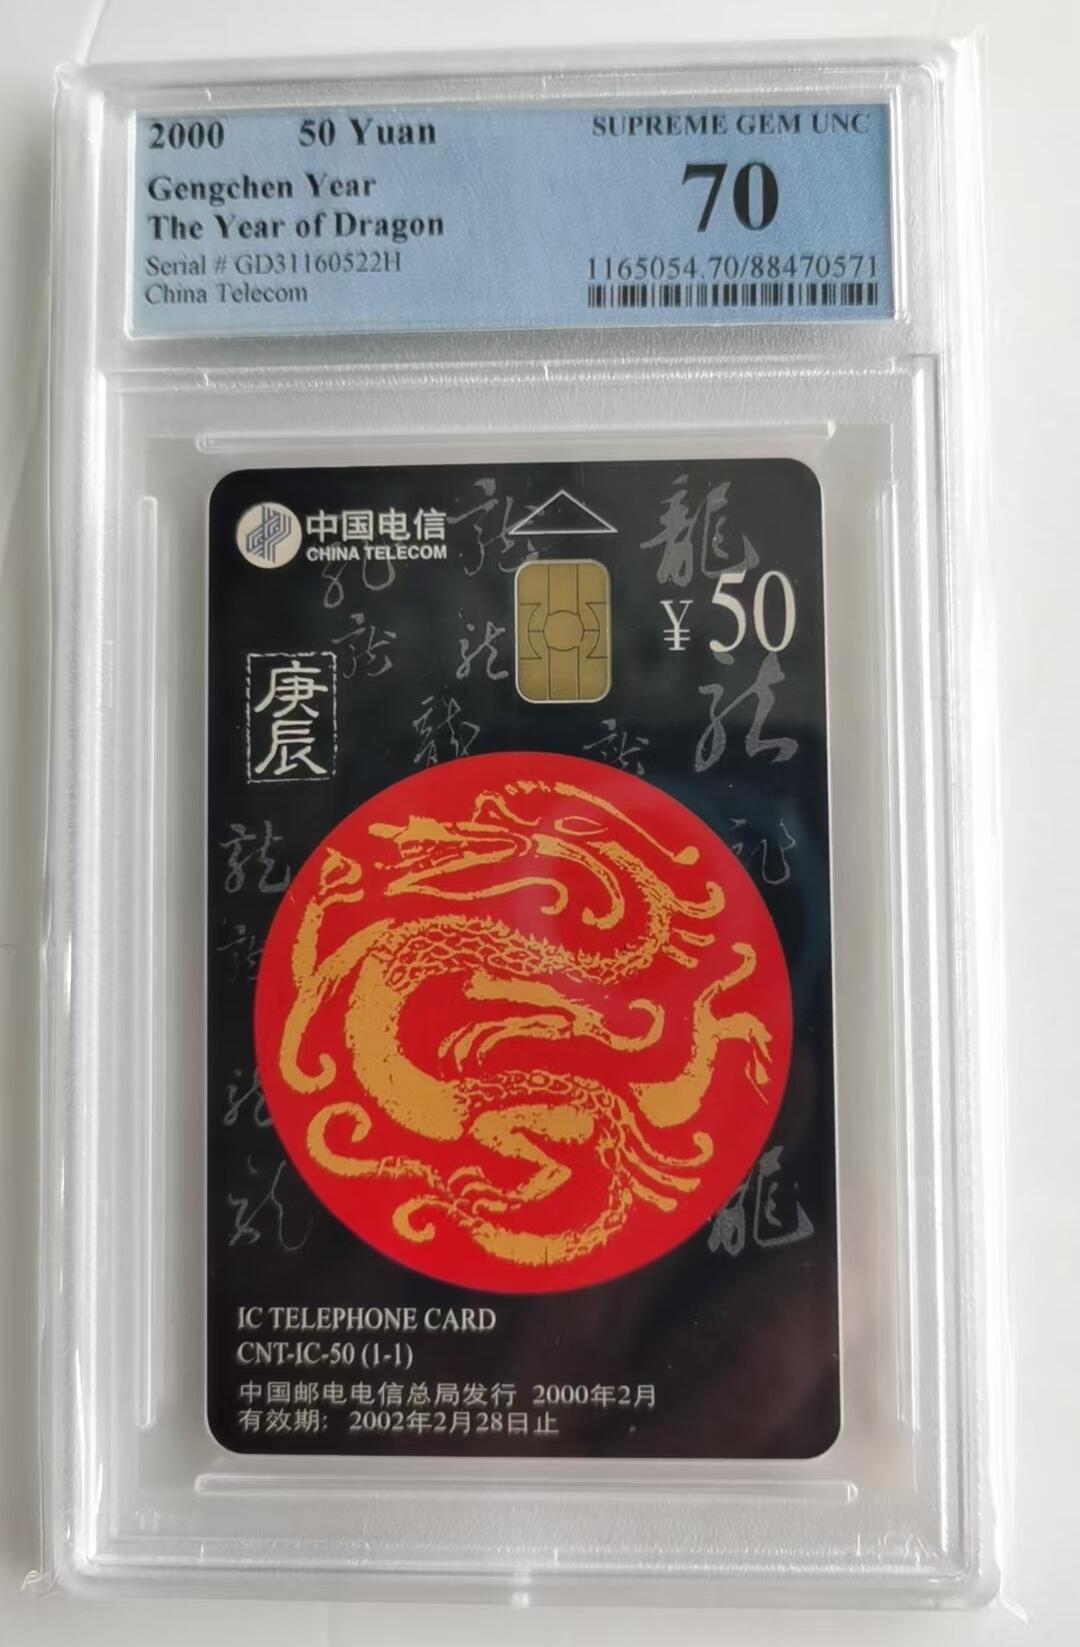 2000 50 Yuan
Gengchen Year
The Year of Dragon
Serial # GD31160522H
China Telecom
SUPREME GEM UNC
70
1165054.70/88470571
中国电信
CHINA TELECOM
¥50
庚辰
龍
龍
IC TELEPHONE CARD
CNT-IC-50 (1-1)
中国邮电电信总局发行 2000年2月
有效期: 2002年2月28日止